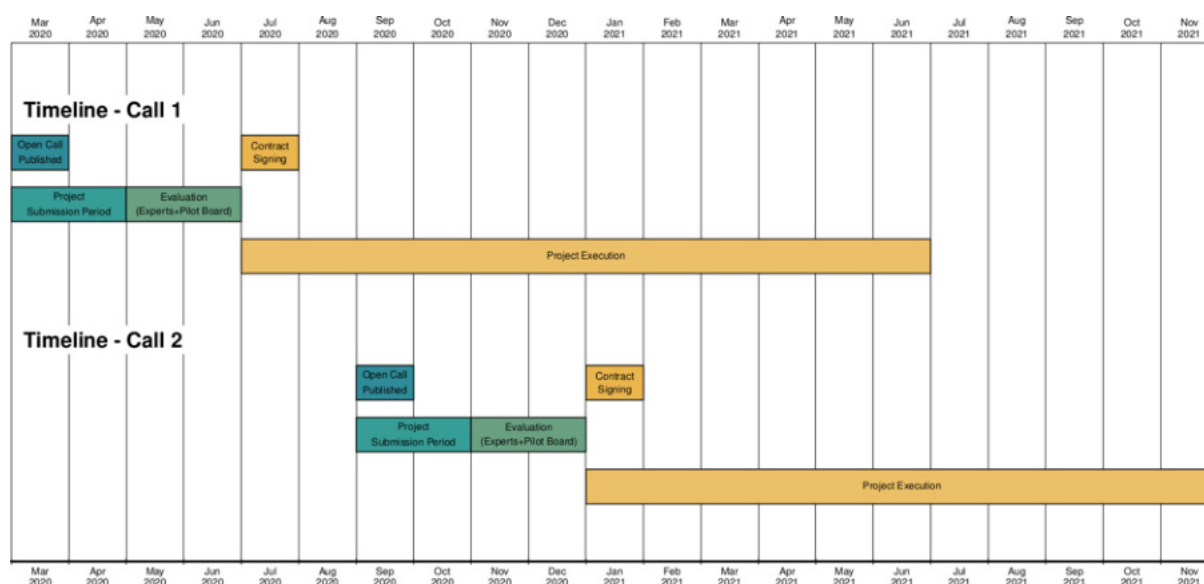 Mar Apr May Jun Jul Aug Sep Oct Nov Dec Jan Feb Mar Apr May Jun Jul Aug Sep Oct Nov
2020 2020 2020 2020 2020 2020 2020 2020 2020 2020 2021 2021 2021 2021 2021 2021 2021 2021 2021 2021 2021
Timeline - Call 1
Open Call
Published
Contract
Signing
Project
Submission Period
Evaluation
(Experts+Pilot Board)
Project Execution
Timeline - Call 2
Open Call
Published
Contract
Signing
Project
Submission Period
Evaluation
(Experts+Pilot Board)
Project Execution
Mar Apr May Jun Jul Aug Sep Oct Nov Dec Jan Feb Mar Apr May Jun Jul Aug Sep Oct Nov
2020 2020 2020 2020 2020 2020 2020 2020 2020 2020 2021 2021 2021 2021 2021 2021 2021 2021 2021 2021 2021